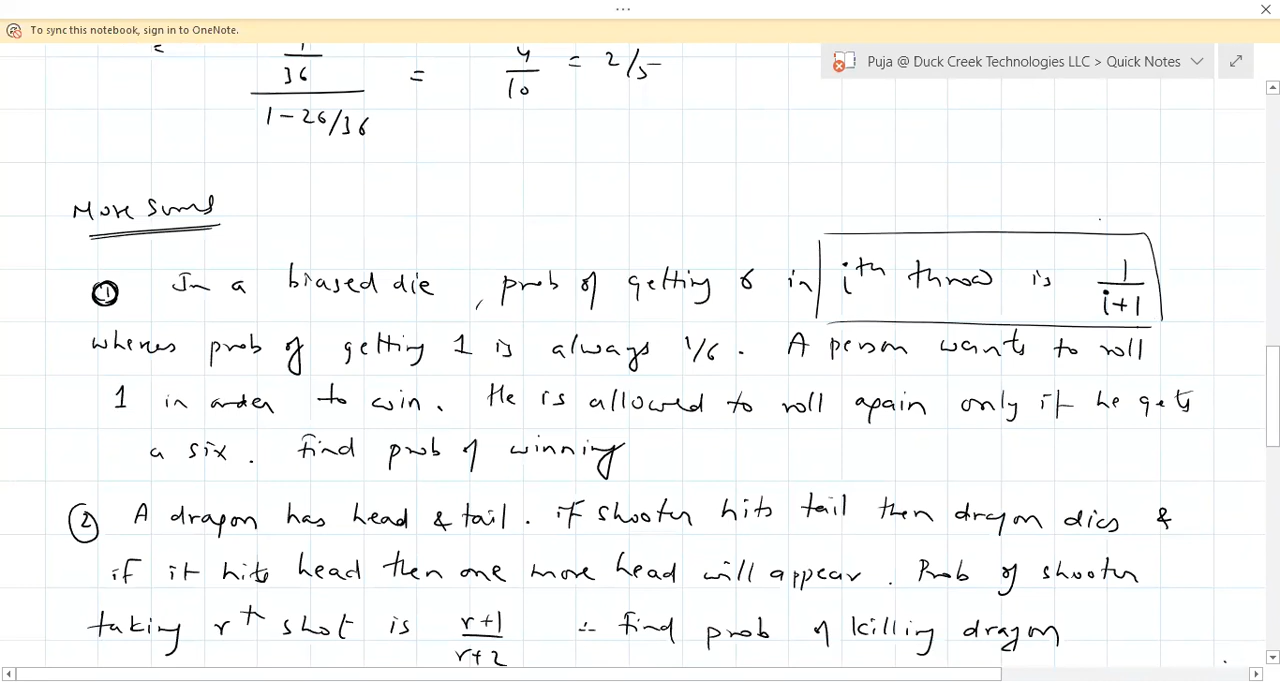 To sync this notebook, sign in to OneNote.
Puja @ Duck Creek Technologies LLC > Quick Notes
= 1/36 / 1 - 26/36 = 4/10 = 2/5
More sums
① In a biased die, prob of getting 6 in ith throw is 1/i+1
wheres prob of getting 1 is always 1/6. A person wants to roll
1 in order to win. He is allowed to roll again only if he gets
a six. Find prob of winning
② A dragon has head & tail. if shooter hits tail then dragon dies &
if it hits head then one more head will appear. Prob of shooter
taking rth shot is r+1/r+2 ∴ find prob of killing dragon